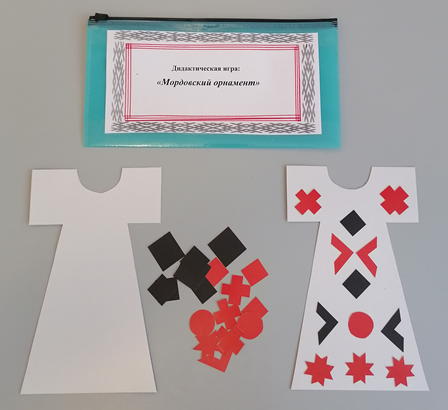 Дидактическая игра:
«Мордовский орнамент»